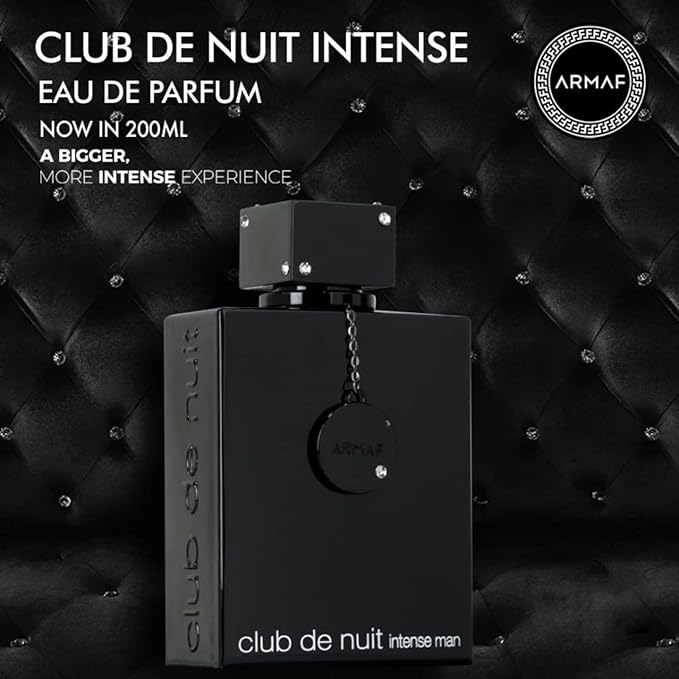 CLUB DE NUIT INTENSE
EAU DE PARFUM
NOW IN 200ML
A BIGGER,
MORE INTENSE EXPERIENCE
ARMAF
club de nuit
ARMAF
club de nuit intense man